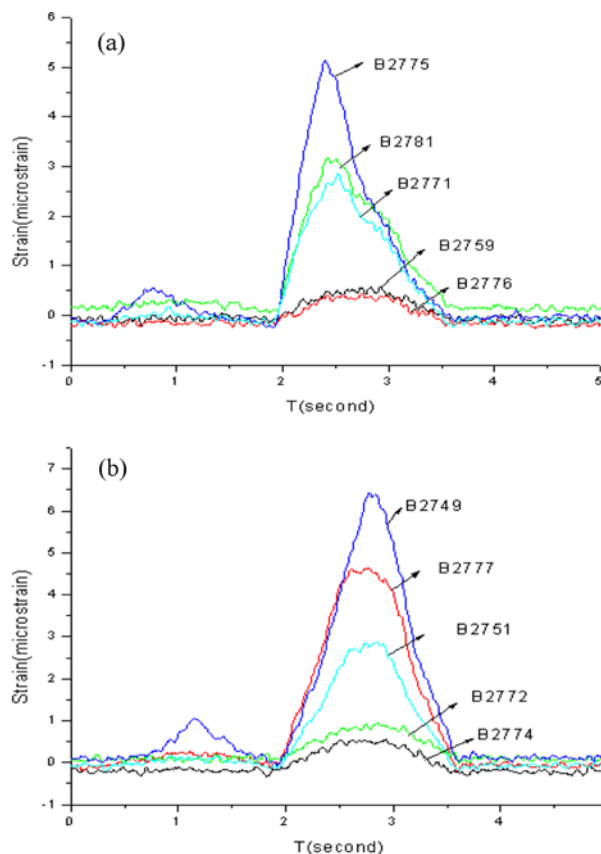 (a)
6
5
4
3
2
1
0
-1
Strain(microstrain)
B2775
B2781
B2771
B2759
B2776
0 1 2 3 4 5
T(second)
(b)
7
6
5
4
3
2
1
0
-1
Strain(microstrain)
B2749
B2777
B2751
B2772
B2774
0 1 2 3 4
T(second)